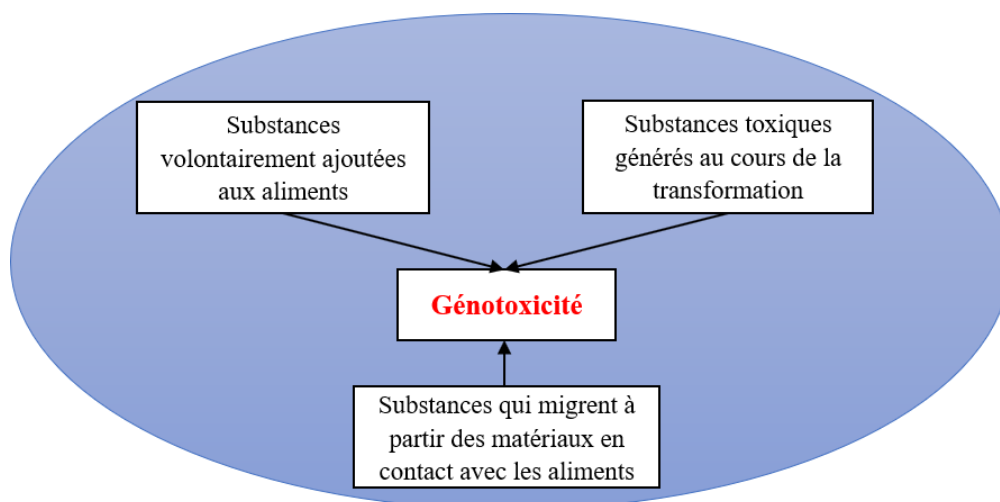 Substances
volontairement ajoutées
aux aliments
Substances toxiques
générés au cours de la
transformation
Génotoxicité
Substances qui migrent à
partir des matériaux en
contact avec les aliments